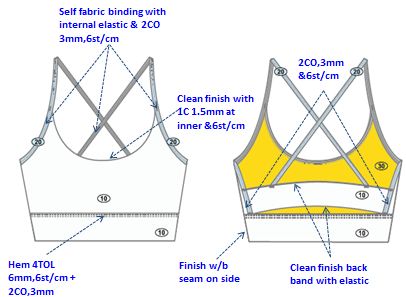 Self fabric binding with
internal elastic & 2CO
3mm,6st/cm
2CO,3mm
&6st/cm
Clean finish with
1C 1.5mm at
inner &6st/cm
20
20
10
10
20
20
30
10
10
Hem 4TOL
6mm,6st/cm +
2CO,3mm
Finish w/b
seam on side
Clean finish back
band with elastic